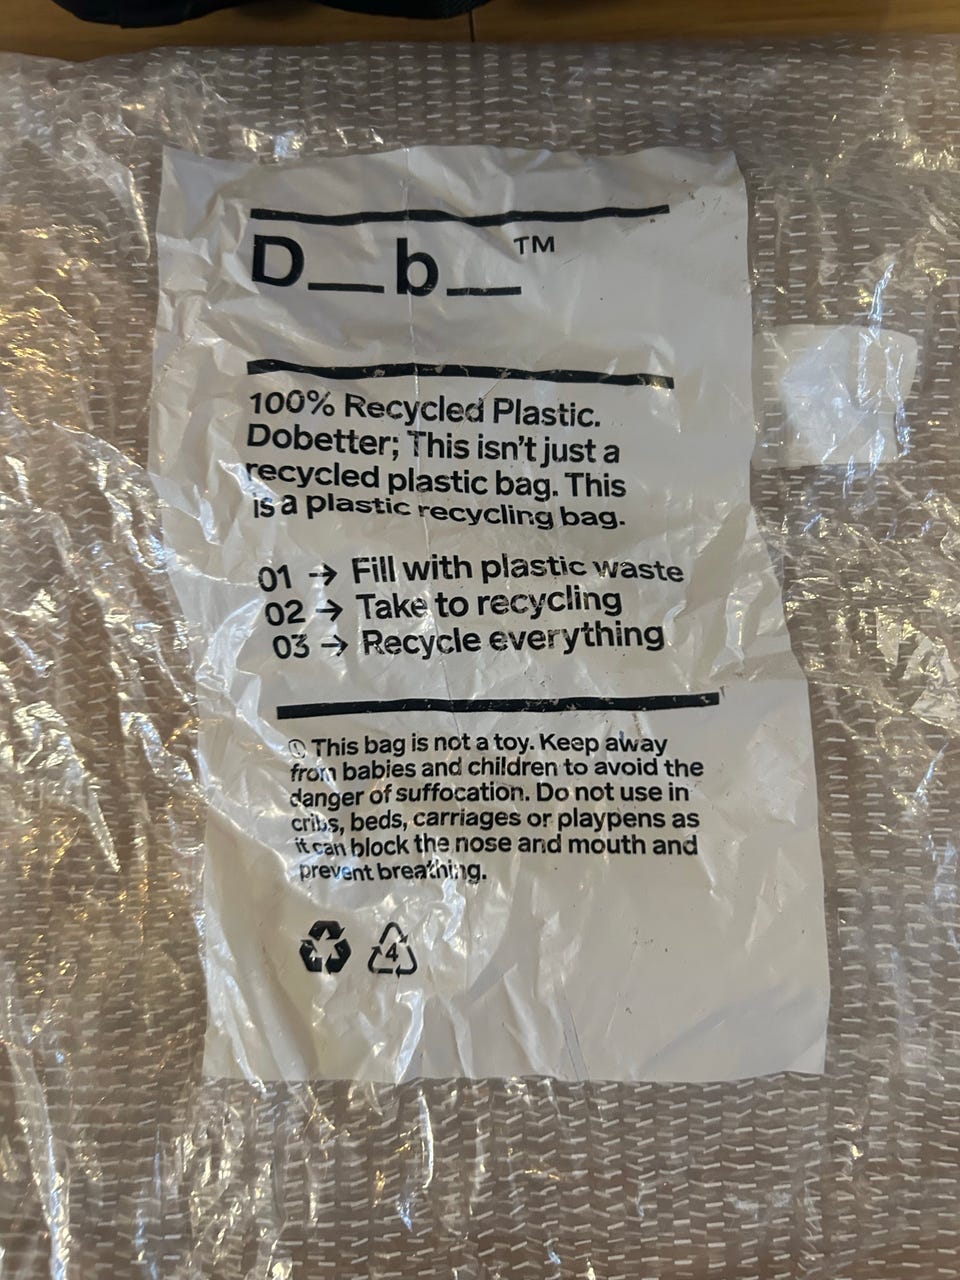 D__b__™
100% Recycled Plastic.
Dobetter; This isn't just a
recycled plastic bag. This
is a plastic recycling bag.
01 → Fill with plastic waste
02 → Take to recycling
03 → Recycle everything
This bag is not a toy. Keep away
from babies and children to avoid the
danger of suffocation. Do not use in
cribs, beds, carriages or playpens as
it can block the nose and mouth and
prevent breathing.
4